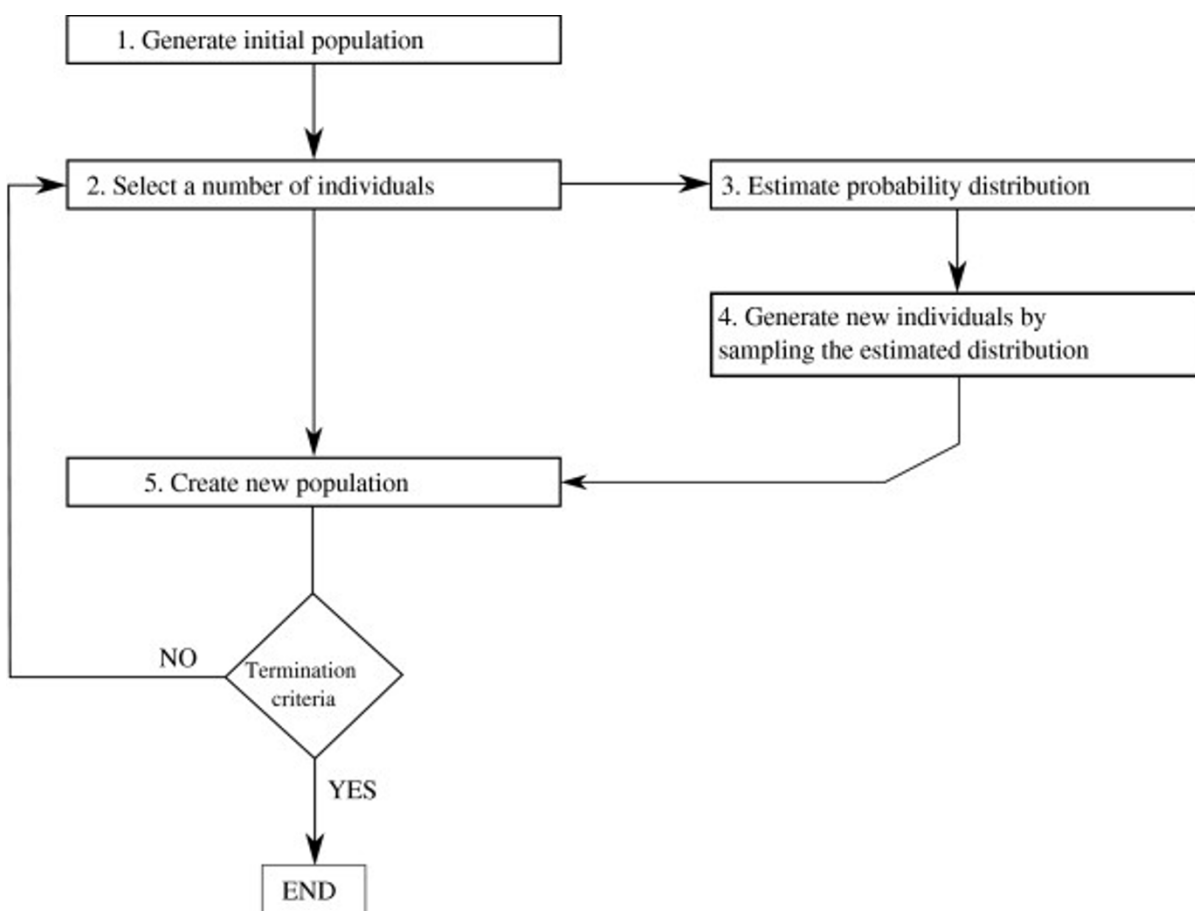 1. Generate initial population
2. Select a number of individuals
3. Estimate probability distribution
4. Generate new individuals by
sampling the estimated distribution
5. Create new population
NO
Termination
criteria
YES
END